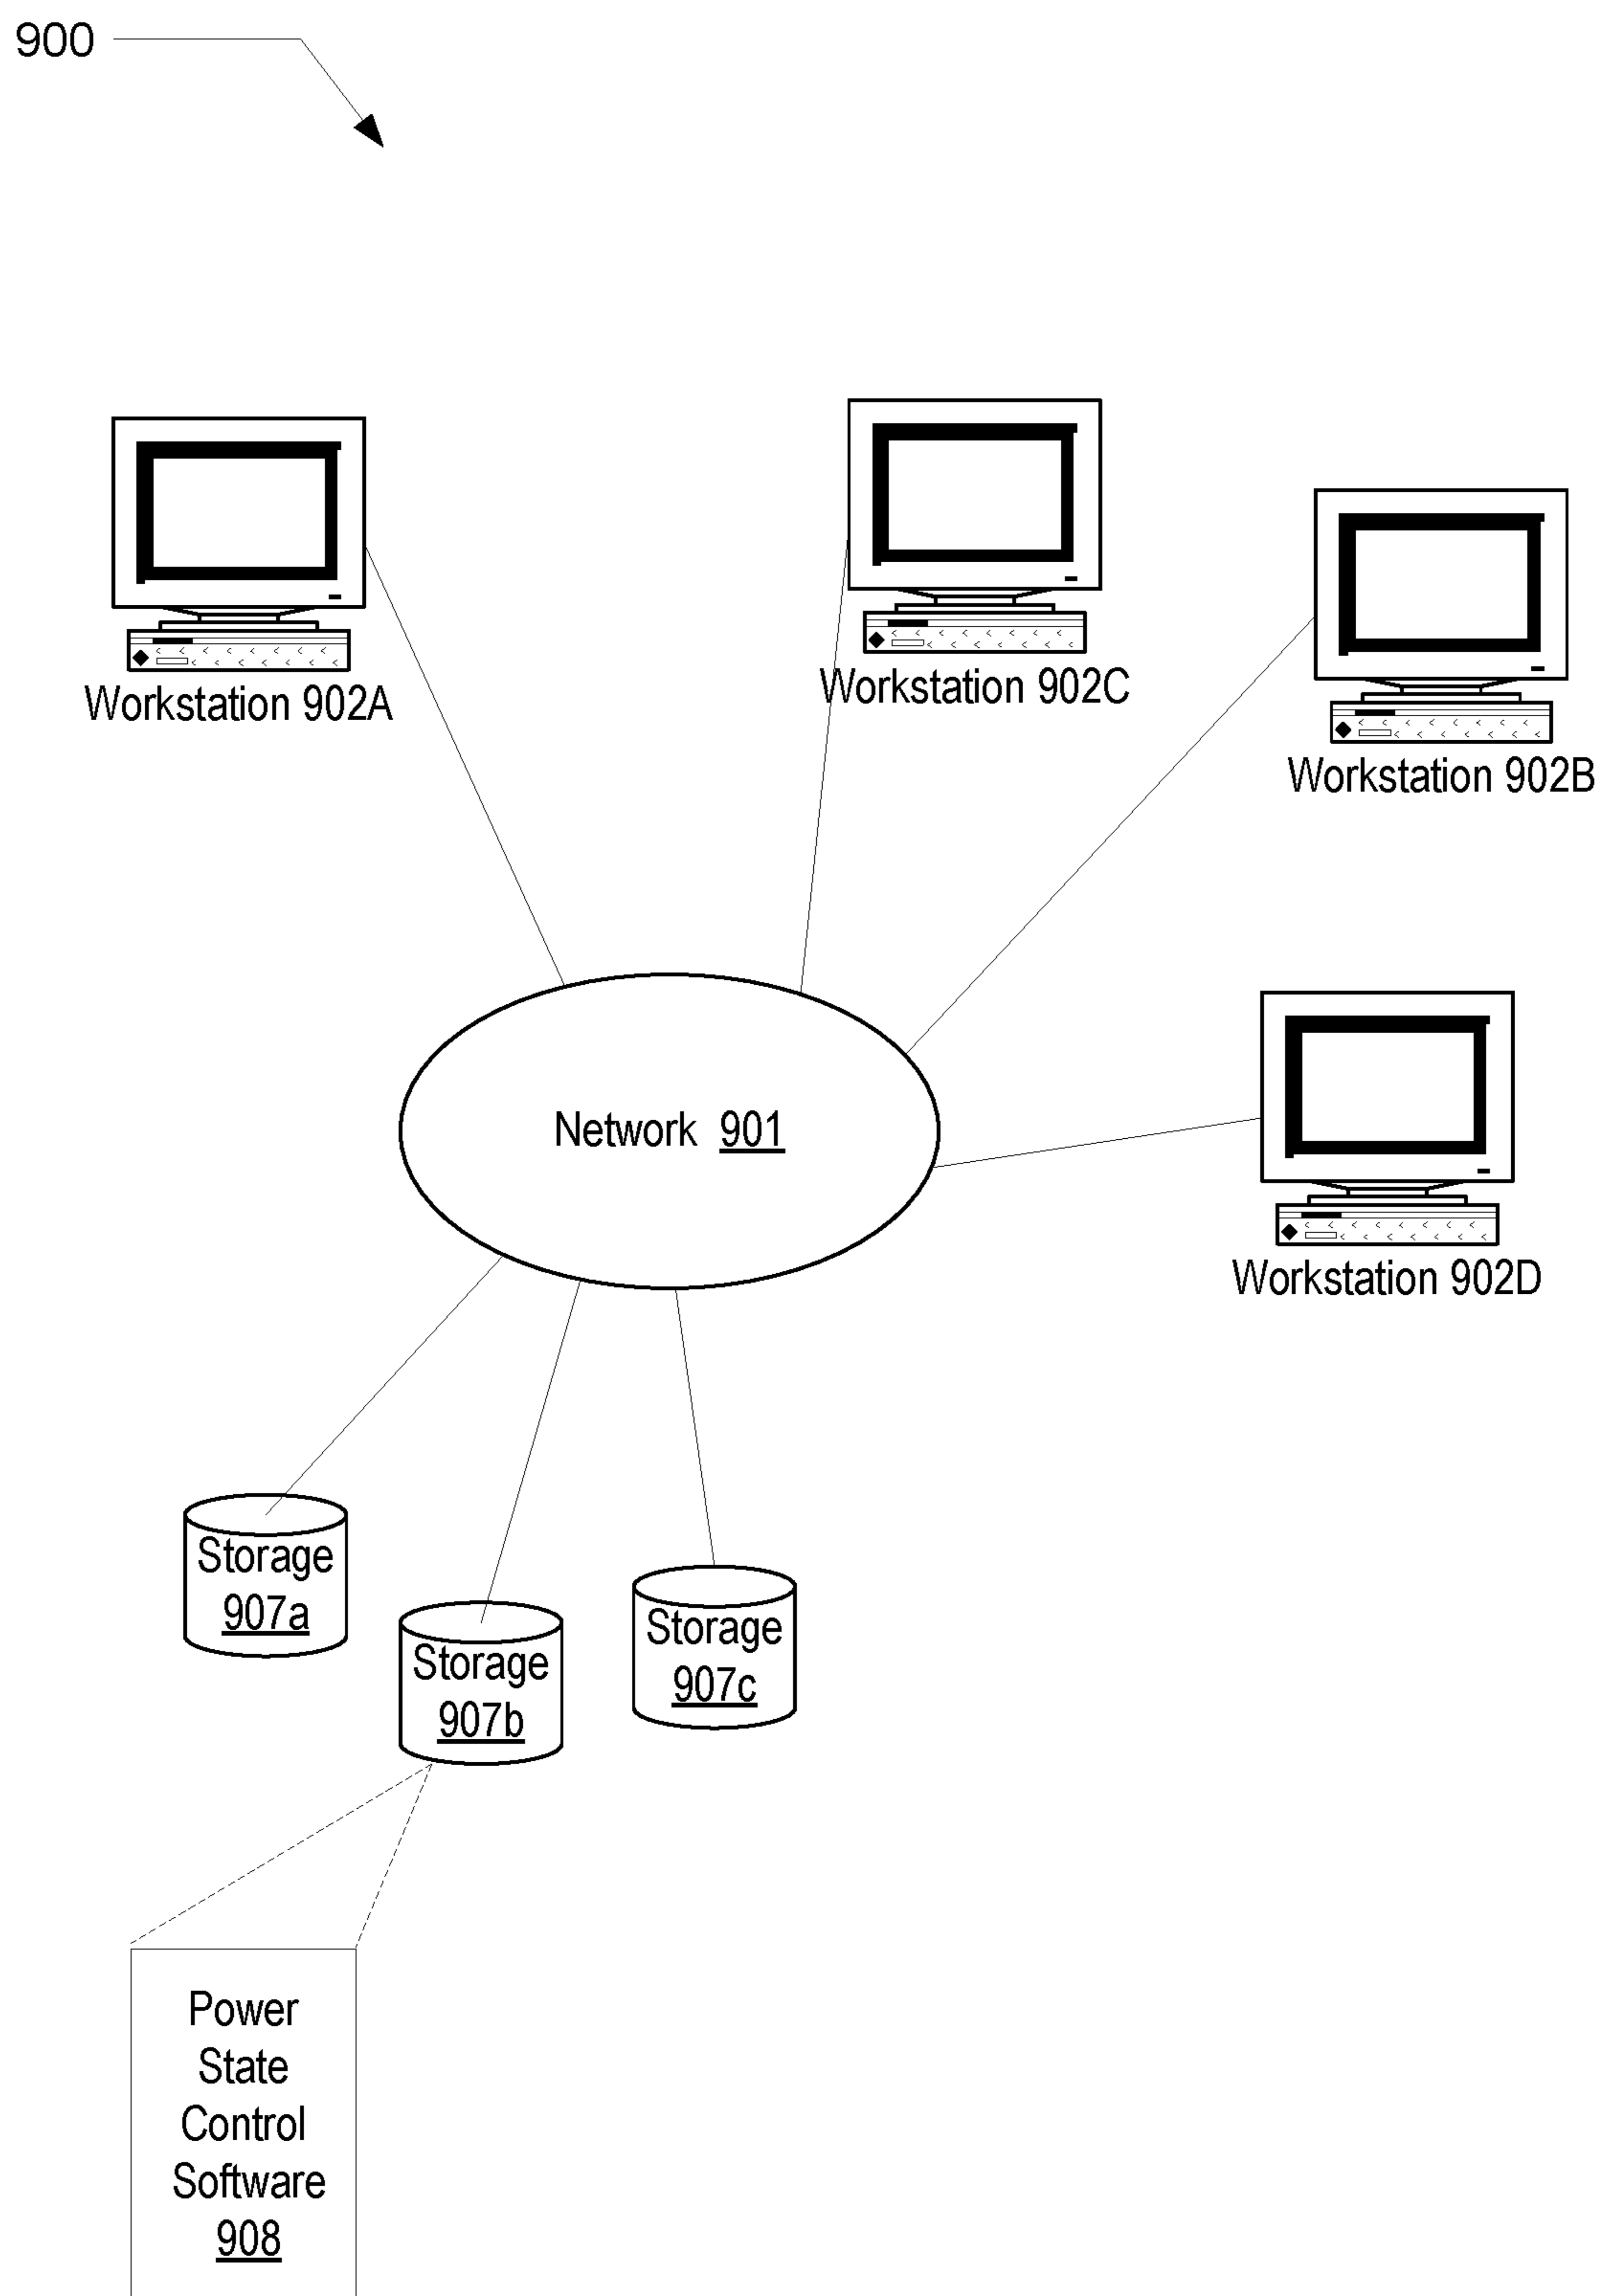 900
Workstation 902A
Workstation 902C
Workstation 902B
Network 901
Workstation 902D
Storage
907a
Storage
907b
Storage
907c
Power
State
Control
Software
908